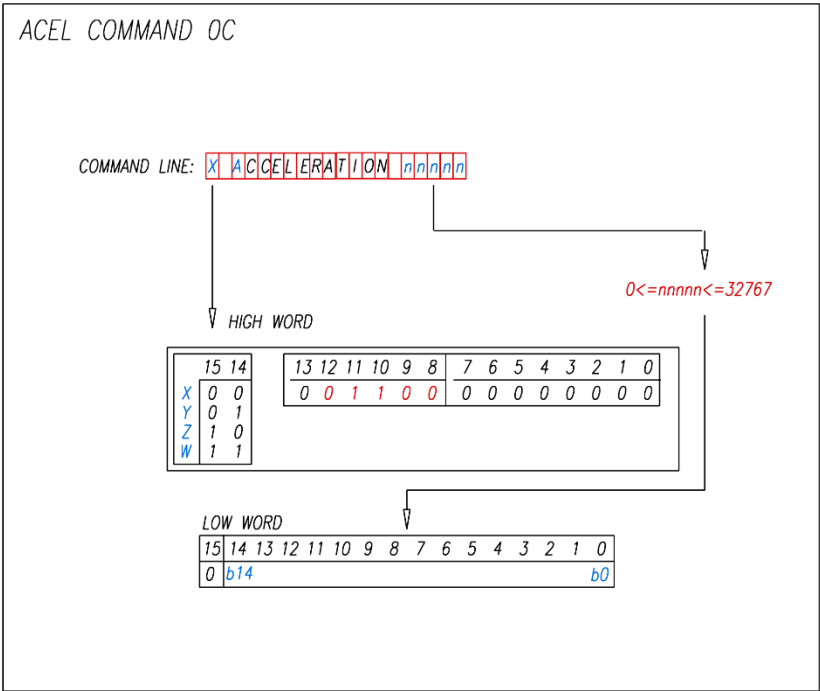 ACEL COMMAND 0C
COMMAND LINE: X ACCELERATION nnnnn
0<=nnnnn<=32767
HIGH WORD
15 14 13 12 11 10 9 8 7 6 5 4 3 2 1 0
X 0 0 0 0 1 1 0 0 0 0 0 0 0 0 0 0
Y 0 1
Z 1 0
W 1 1
LOW WORD
15 14 13 12 11 10 9 8 7 6 5 4 3 2 1 0
0 b14 b0